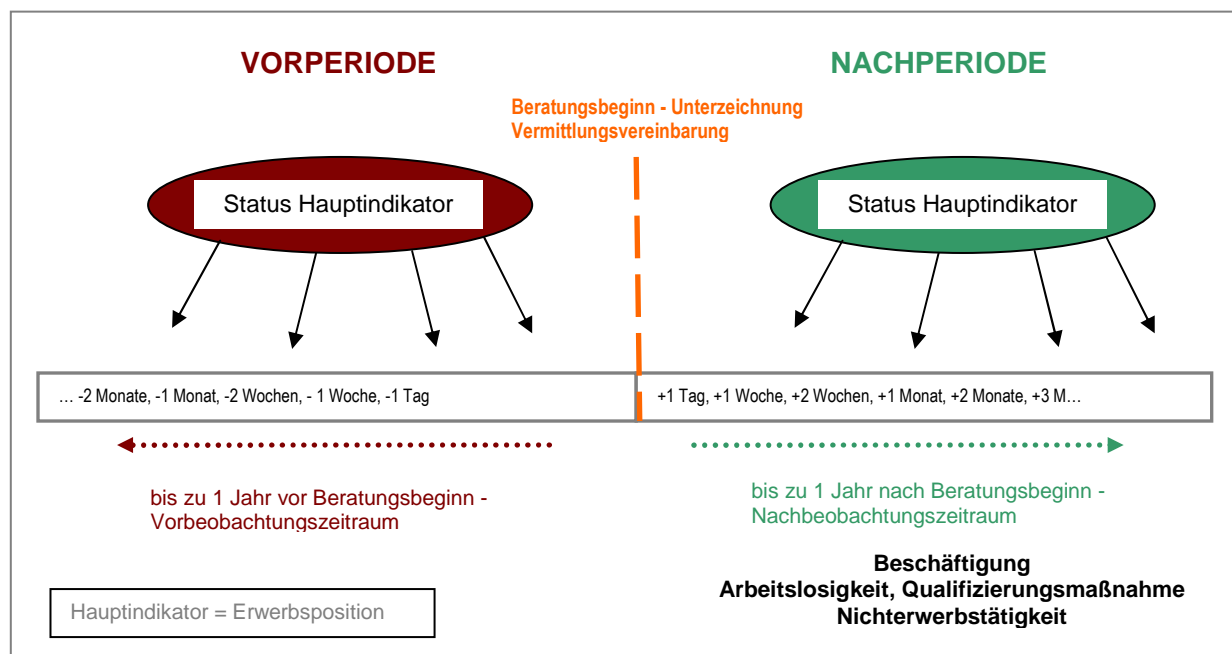 VORPERIODE
NACHPERIODE
Beratungsbeginn - Unterzeichnung
Vermittlungsvereinbarung
Status Hauptindikator
Status Hauptindikator
... -2 Monate, -1 Monat, -2 Wochen, - 1 Woche, -1 Tag
+1 Tag, +1 Woche, +2 Wochen, +1 Monat, +2 Monate, +3 M...
bis zu 1 Jahr vor Beratungsbeginn -
Vorbeobachtungszeitraum
bis zu 1 Jahr nach Beratungsbeginn -
Nachbeobachtungszeitraum
Beschäftigung
Arbeitslosigkeit, Qualifizierungsmaßnahme
Nichterwerbstätigkeit
Hauptindikator = Erwerbsposition